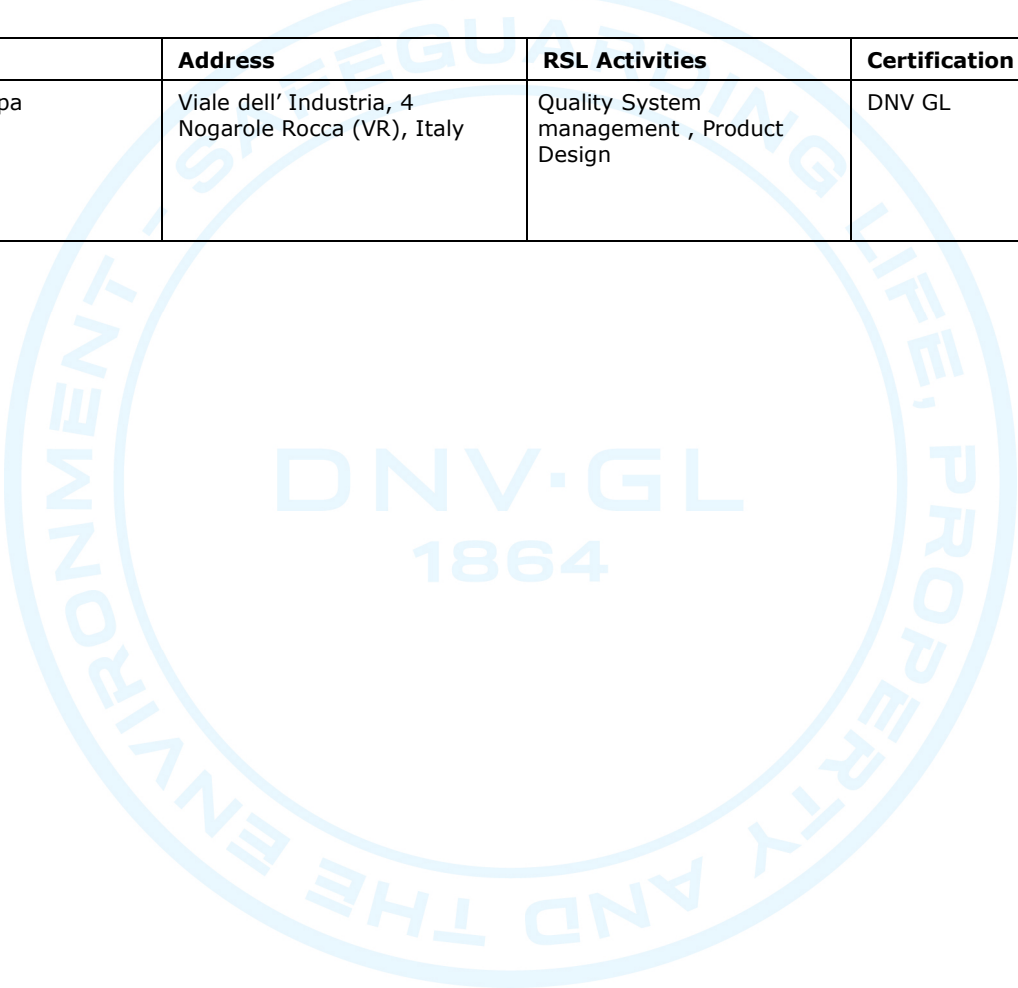 Address RSL Activities Certification
pa Viale dell’ Industria, 4 Quality System DNV GL
Nogarole Rocca (VR), Italy management , Product
Design
SAFEGUARDING LIFE, PROPERTY AND THE ENVIRONMENT -
DNV·GL
1864